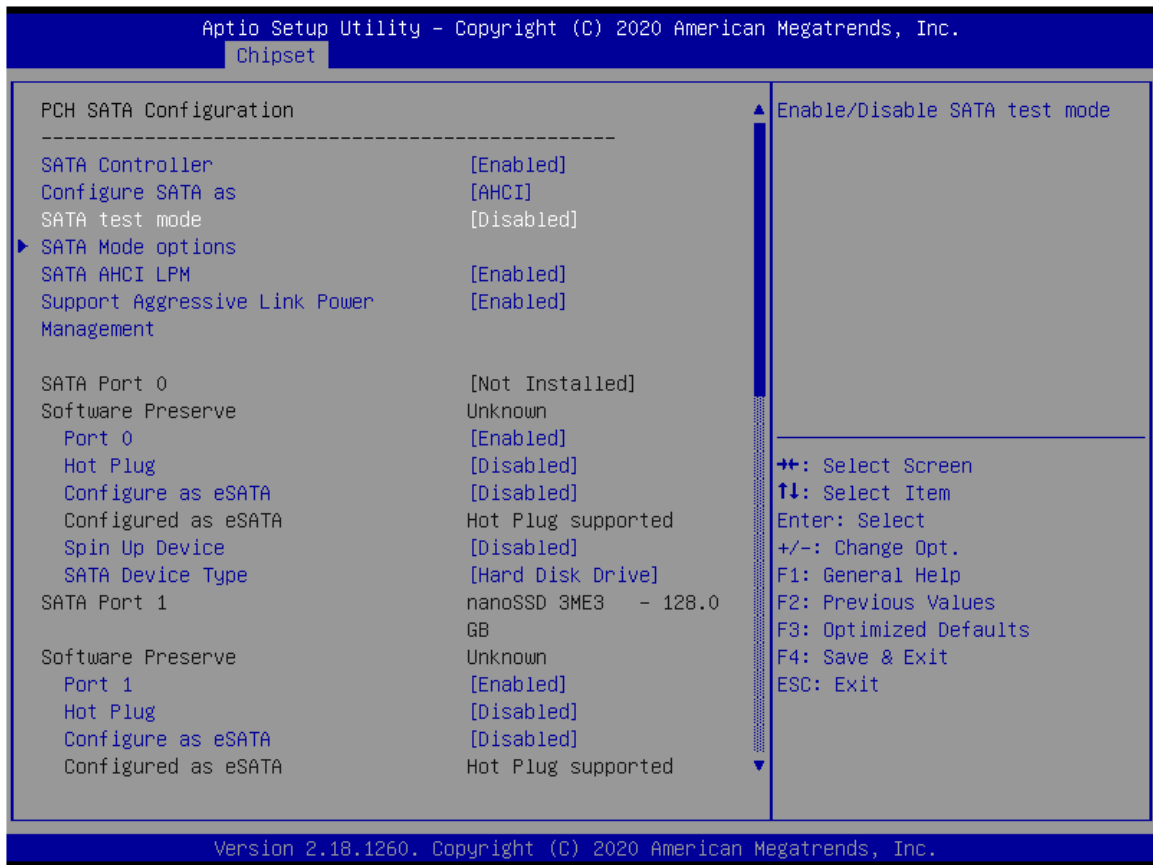 Aptio Setup Utility – Copyright (C) 2020 American Megatrends, Inc.
Chipset
PCH SATA Configuration
--------------------------------------------------
SATA Controller [Enabled]
Configure SATA as [AHCI]
SATA test mode [Disabled]
SATA Mode options
SATA AHCI LPM [Enabled]
Support Aggressive Link Power [Enabled]
Management
SATA Port 0 [Not Installed]
Software Preserve Unknown
Port 0 [Enabled]
Hot Plug [Disabled]
Configure as eSATA [Disabled]
Configured as eSATA Hot Plug supported
Spin Up Device [Disabled]
SATA Device Type [Hard Disk Drive]
SATA Port 1 nanoSSD 3ME3 - 128.0
GB
Software Preserve Unknown
Port 1 [Enabled]
Hot Plug [Disabled]
Configure as eSATA [Disabled]
Configured as eSATA Hot Plug supported
Enable/Disable SATA test mode
→←: Select Screen
↑↓: Select Item
Enter: Select
+/-: Change Opt.
F1: General Help
F2: Previous Values
F3: Optimized Defaults
F4: Save & Exit
ESC: Exit
Version 2.18.1260. Copyright (C) 2020 American Megatrends, Inc.